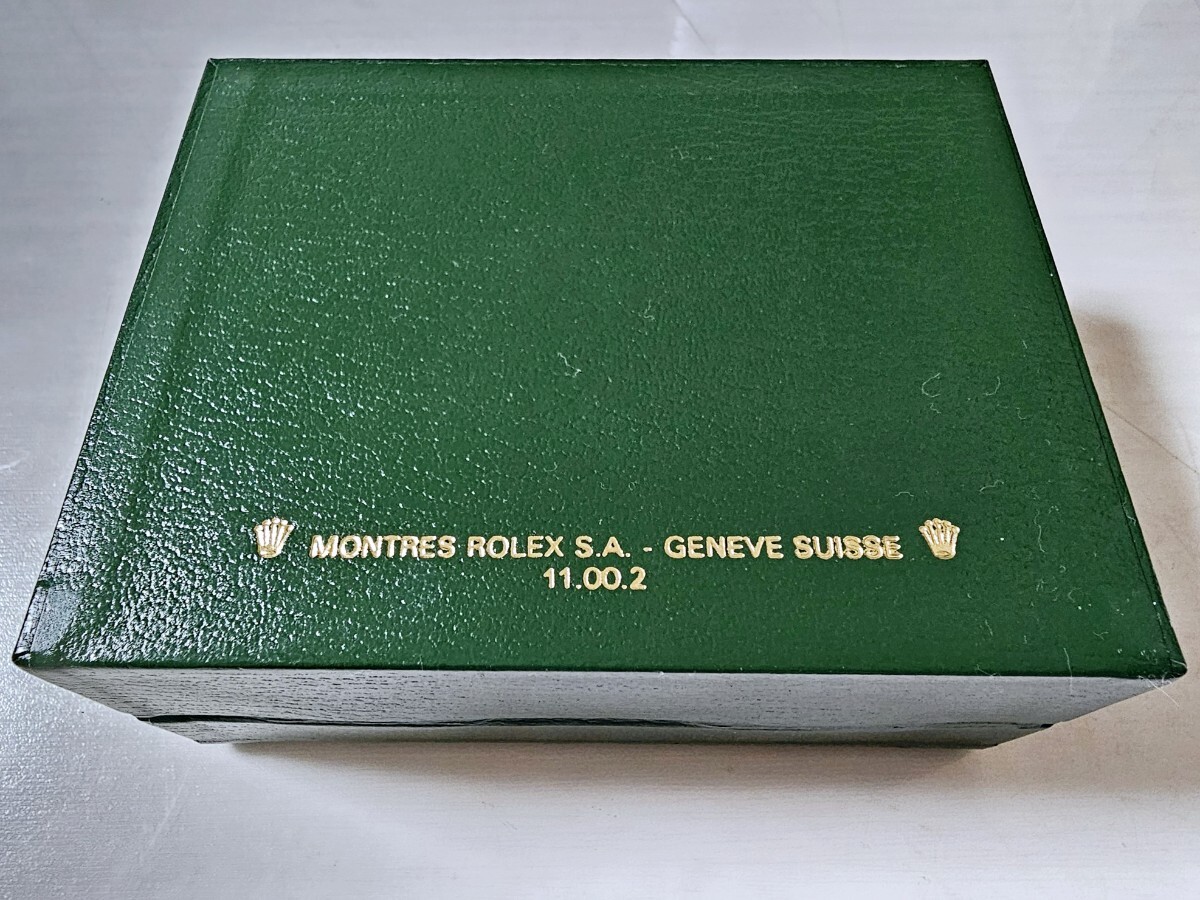 MONTRES ROLEX S.A. - GENEVE SUISSE
11.00.2